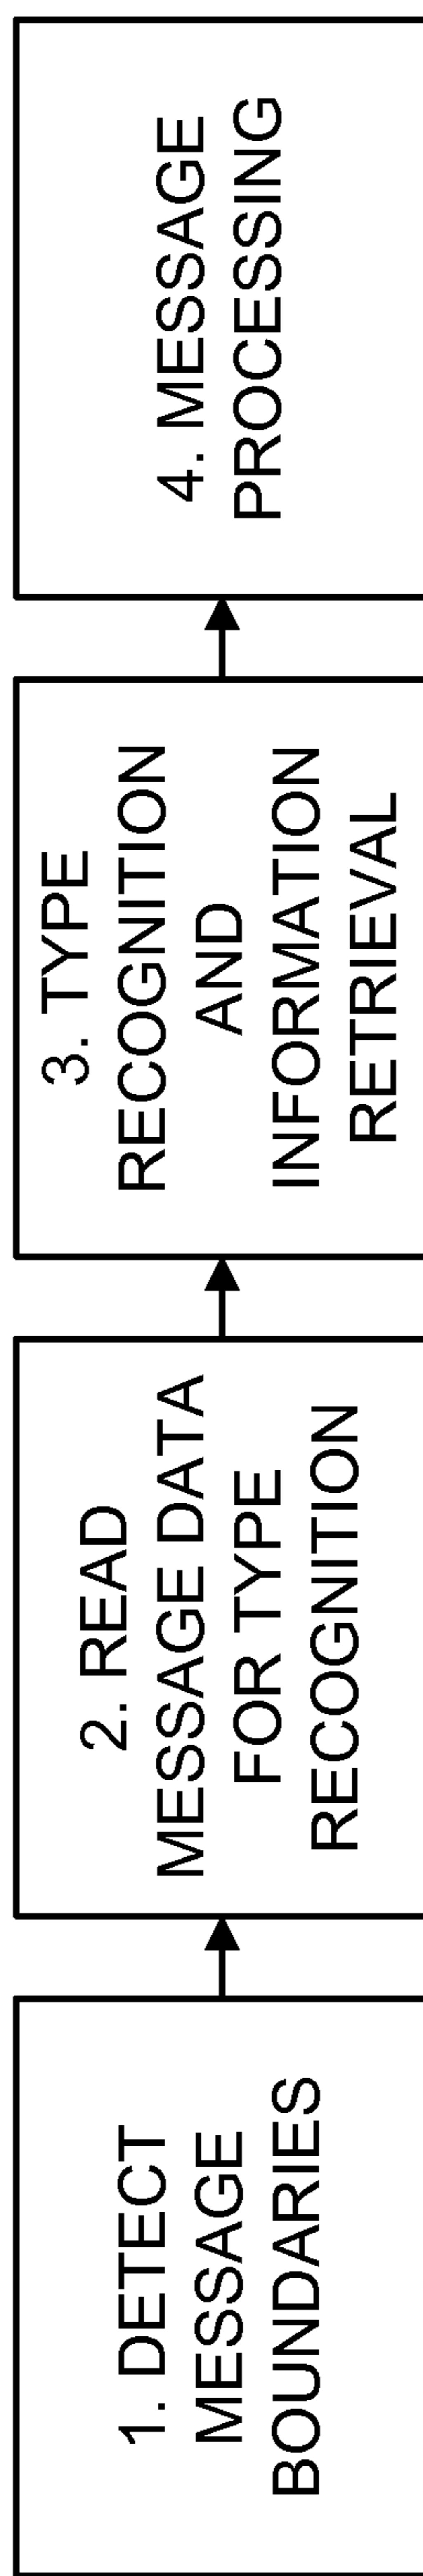 1. DETECT
MESSAGE
BOUNDARIES
2. READ
MESSAGE DATA
FOR TYPE
RECOGNITION
3. TYPE
RECOGNITION
AND
INFORMATION
RETRIEVAL
4. MESSAGE
PROCESSING